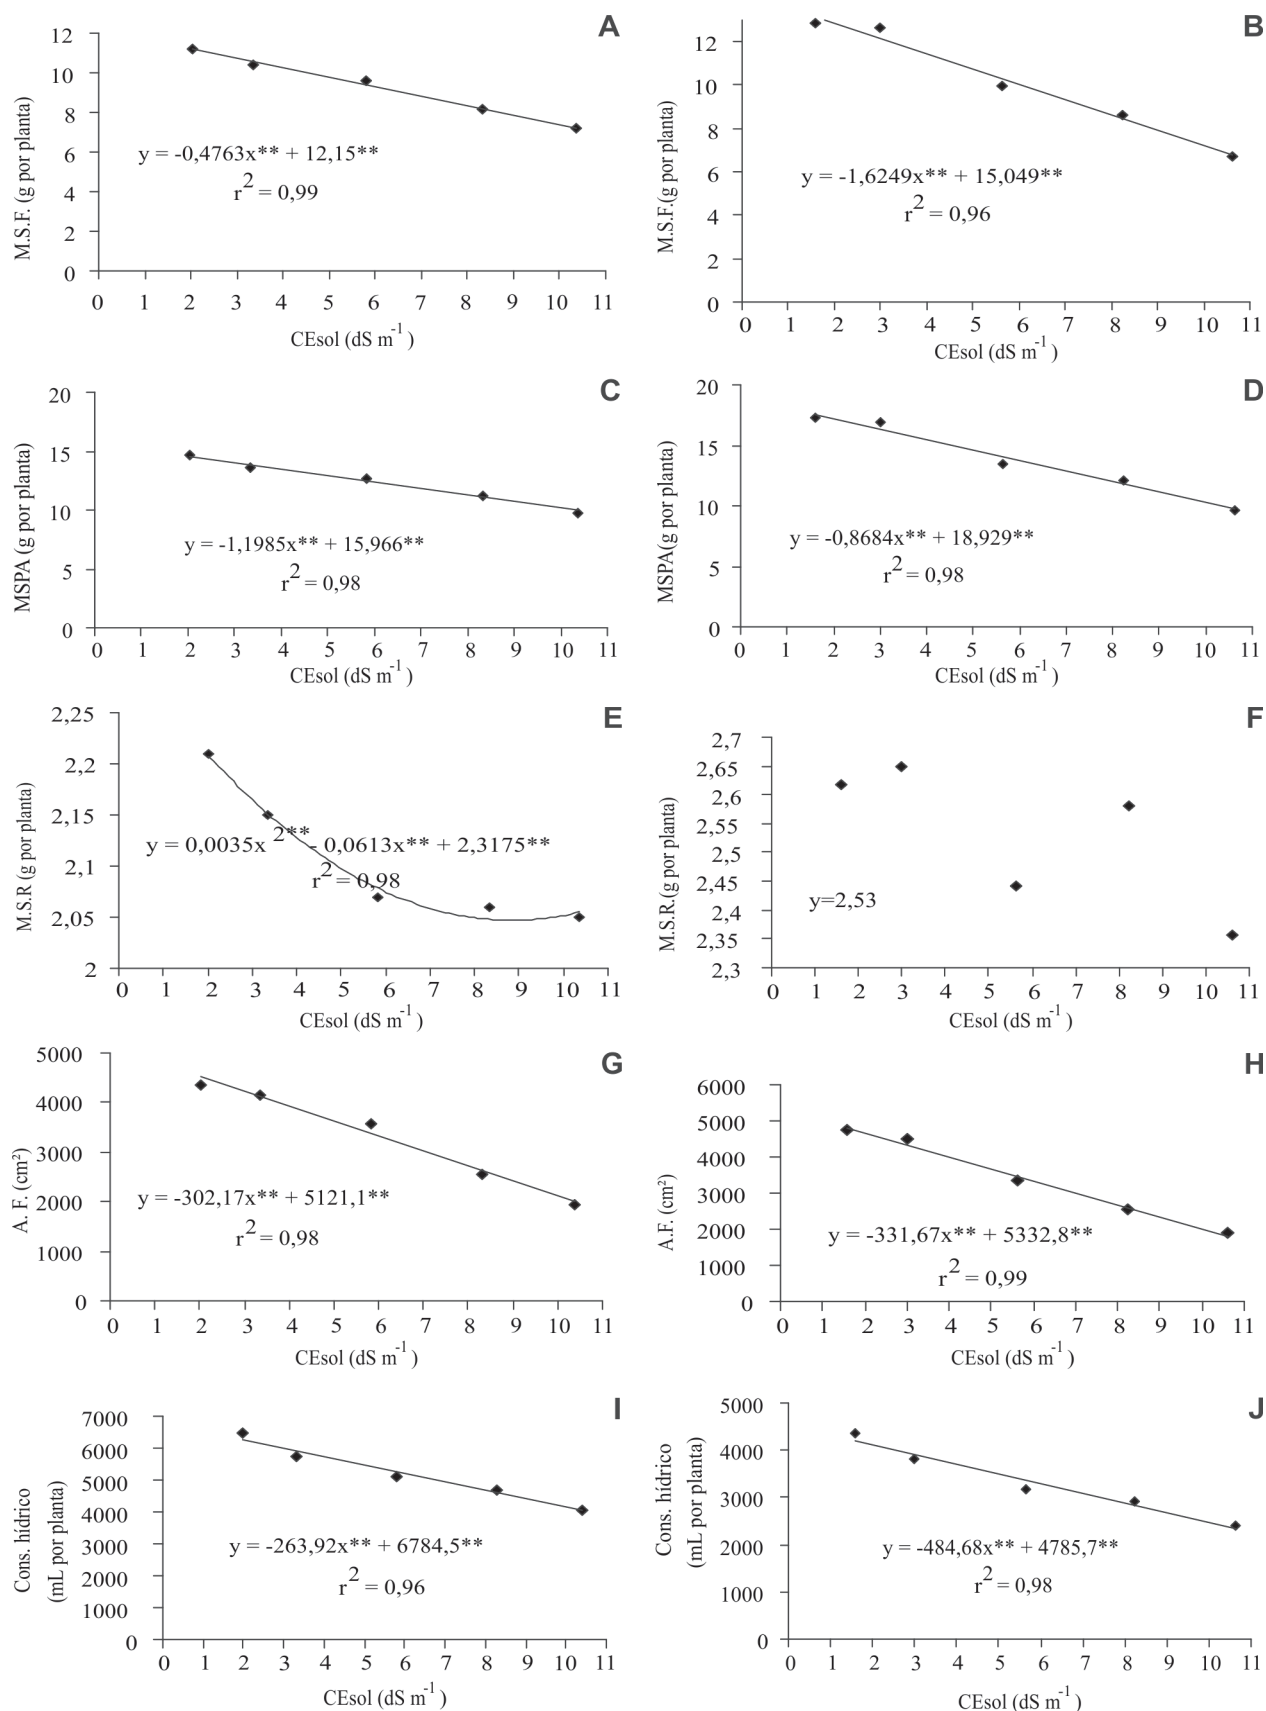 A
M.S.F. (g por planta)
12
10
8
6
4
2
0
y = -0,4763x** + 12,15**
r2 = 0,99
0 1 2 3 4 5 6 7 8 9 10 11
CEsol (dS m-1 )
B
M.S.F.(g por planta)
12
10
8
6
4
2
0
y = -1,6249x** + 15,049**
r2 = 0,96
0 1 2 3 4 5 6 7 8 9 10 11
CEsol (dS m-1 )
C
MSPA (g por planta)
20
15
10
5
0
y = -1,1985x** + 15,966**
r2 = 0,98
0 1 2 3 4 5 6 7 8 9 10 11
CEsol (dS m-1 )
D
MSPA(g por planta)
20
15
10
5
0
y = -0,8684x** + 18,929**
r2 = 0,98
0 1 2 3 4 5 6 7 8 9 10 11
CEsol (dS m-1 )
E
M.S.R (g por planta)
2,25
2,2
2,15
2,1
2,05
2
y = 0,0035x 2** - 0,0613x** + 2,3175**
r2 = 0,98
0 1 2 3 4 5 6 7 8 9 10 11
CEsol (dS m-1 )
F
M.S.R.(g por planta)
2,7
2,65
2,6
2,55
2,5
2,45
2,4
2,35
2,3
y=2,53
0 1 2 3 4 5 6 7 8 9 10 11
CEsol (dS m-1 )
G
A. F. (cm²)
5000
4000
3000
2000
1000
0
y = -302,17x** + 5121,1**
r2 = 0,98
0 1 2 3 4 5 6 7 8 9 10 11
CEsol (dS m-1 )
H
A.F. (cm²)
6000
5000
4000
3000
2000
1000
0
y = -331,67x** + 5332,8**
r2 = 0,99
0 1 2 3 4 5 6 7 8 9 10 11
CEsol (dS m-1 )
I
Cons. hídrico
(mL por planta)
7000
6000
5000
4000
3000
2000
1000
0
y = -263,92x** + 6784,5**
r2 = 0,96
0 1 2 3 4 5 6 7 8 9 10 11
CEsol (dS m-1 )
J
Cons. hídrico
(mL por planta)
5000
4000
3000
2000
1000
0
y = -484,68x** + 4785,7**
r2 = 0,98
0 1 2 3 4 5 6 7 8 9 10 11
CEsol (dS m-1 )